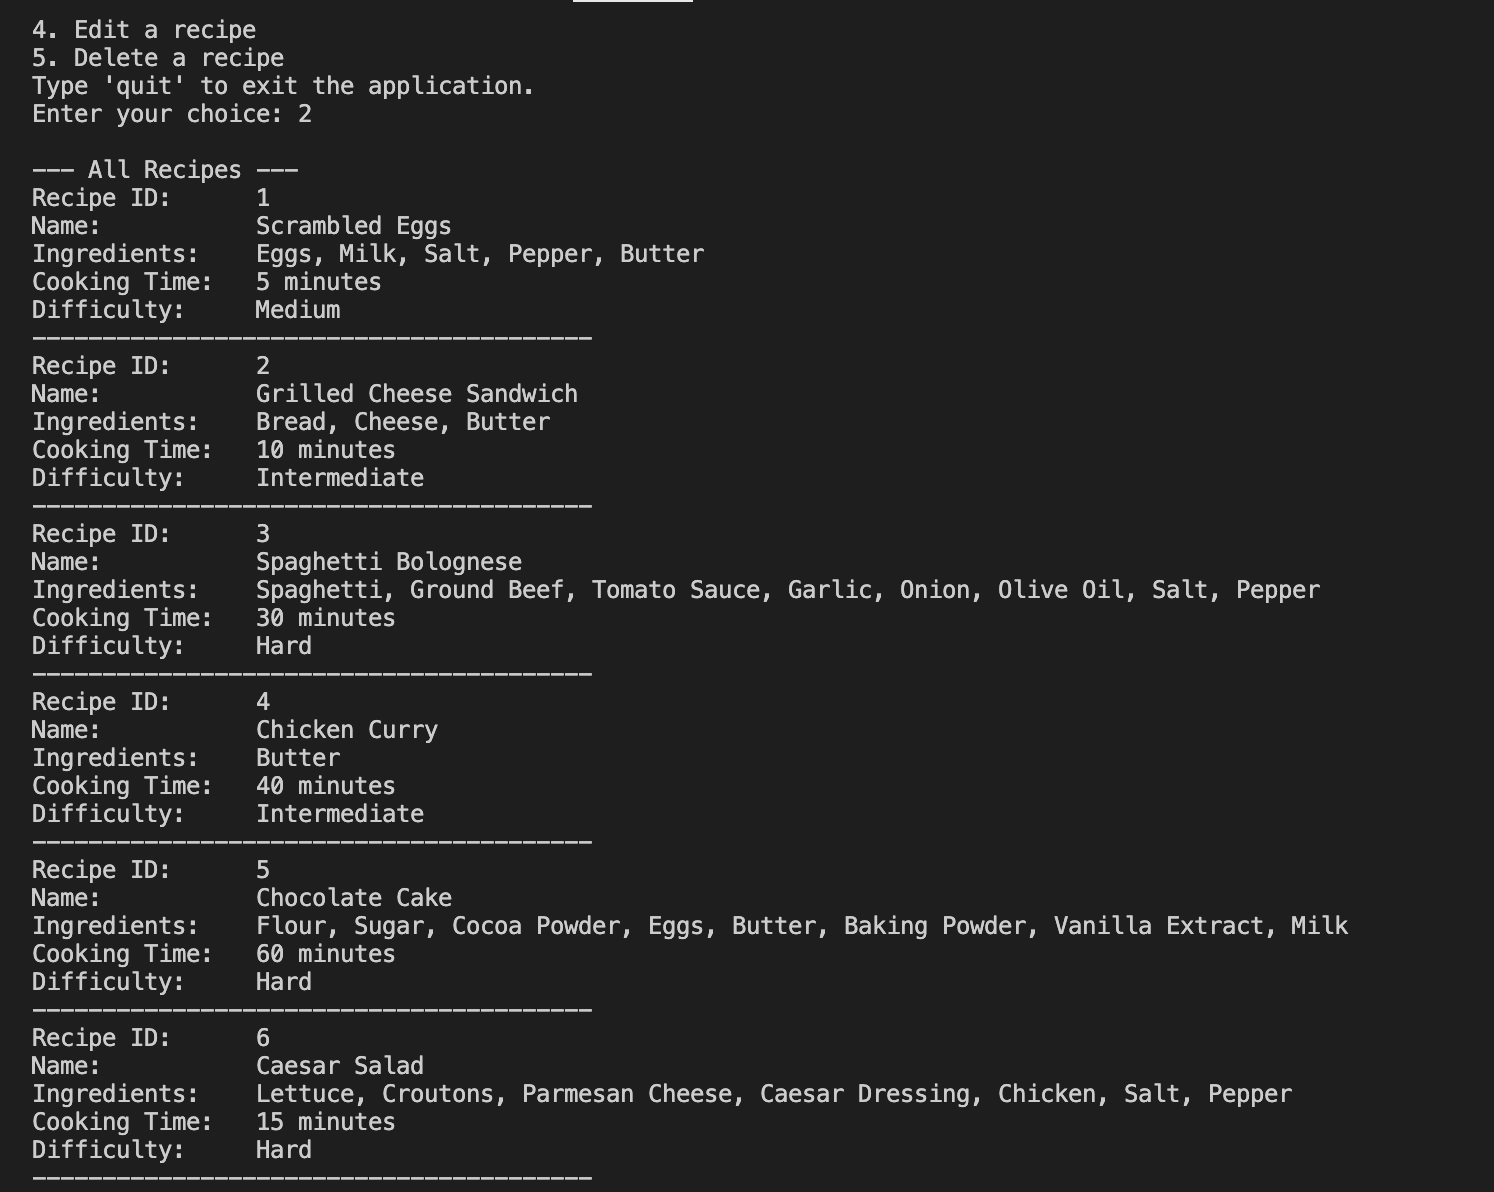 4. Edit a recipe
5. Delete a recipe
Type 'quit' to exit the application.
Enter your choice: 2
--- All Recipes ---
Recipe ID:      1
Name:           Scrambled Eggs
Ingredients:    Eggs, Milk, Salt, Pepper, Butter
Cooking Time:   5 minutes
Difficulty:     Medium
----------------------------------------
Recipe ID:      2
Name:           Grilled Cheese Sandwich
Ingredients:    Bread, Cheese, Butter
Cooking Time:   10 minutes
Difficulty:     Intermediate
----------------------------------------
Recipe ID:      3
Name:           Spaghetti Bolognese
Ingredients:    Spaghetti, Ground Beef, Tomato Sauce, Garlic, Onion, Olive Oil, Salt, Pepper
Cooking Time:   30 minutes
Difficulty:     Hard
----------------------------------------
Recipe ID:      4
Name:           Chicken Curry
Ingredients:    Butter
Cooking Time:   40 minutes
Difficulty:     Intermediate
----------------------------------------
Recipe ID:      5
Name:           Chocolate Cake
Ingredients:    Flour, Sugar, Cocoa Powder, Eggs, Butter, Baking Powder, Vanilla Extract, Milk
Cooking Time:   60 minutes
Difficulty:     Hard
----------------------------------------
Recipe ID:      6
Name:           Caesar Salad
Ingredients:    Lettuce, Croutons, Parmesan Cheese, Caesar Dressing, Chicken, Salt, Pepper
Cooking Time:   15 minutes
Difficulty:     Hard
----------------------------------------